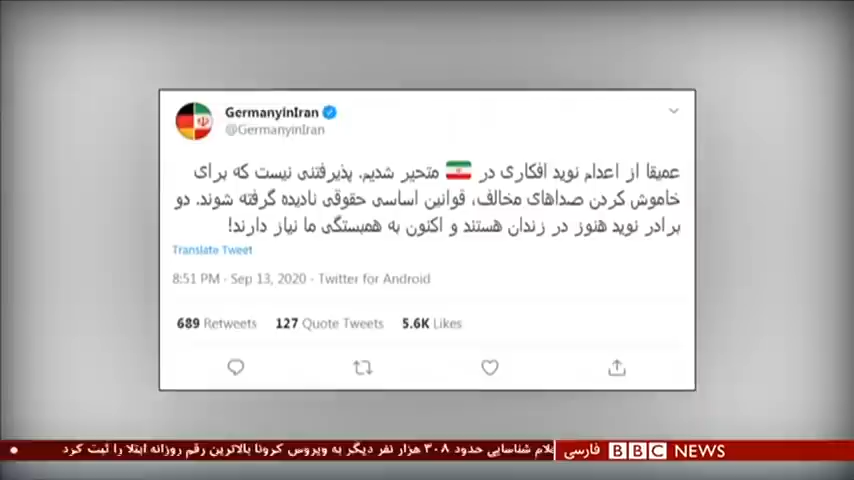 GermanyinIran
@GermanyinIran
عمیقا از اعدام نوید افکاری در 🇮🇷 متحیر شدیم. پذیرفتنی نیست که برای
خاموش کردن صداهای مخالف، قوانین اساسی حقوقی نادیده گرفته شوند. دو
برادر نوید هنوز در زندان هستند و اکنون به همبستگی ما نیاز دارند!
Translate Tweet
8:51 PM · Sep 13, 2020 · Twitter for Android
689 Retweets 127 Quote Tweets 5.6K Likes
شناسایی حدود ۳۰۸ هزار نفر دیگر به ویروس کرونا بالاترین رقم روزانه ابتلا را ثبت کرد
BBC NEWS فارسی